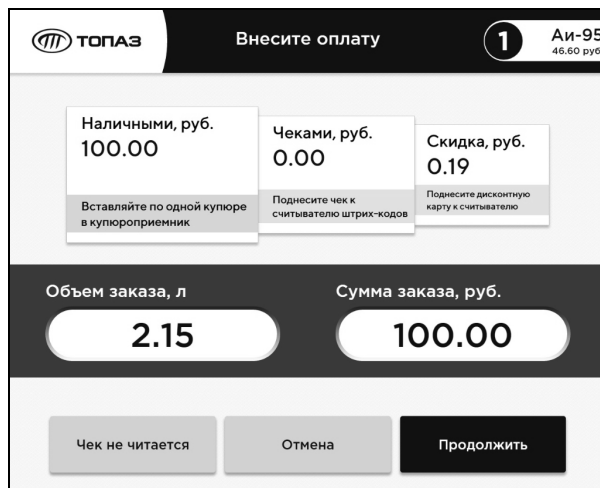 ТОПАЗ
Внесите оплату
1
Аи-95
46.60 руб
Наличными, руб.
100.00
Вставляйте по одной купюре
в купюроприемник
Чеками, руб.
0.00
Поднесите чек к
считывателю штрих-кодов
Скидка, руб.
0.19
Поднесите дисконтную
карту к считывателю
Объем заказа, л
2.15
Сумма заказа, руб.
100.00
Чек не читается
Отмена
Продолжить